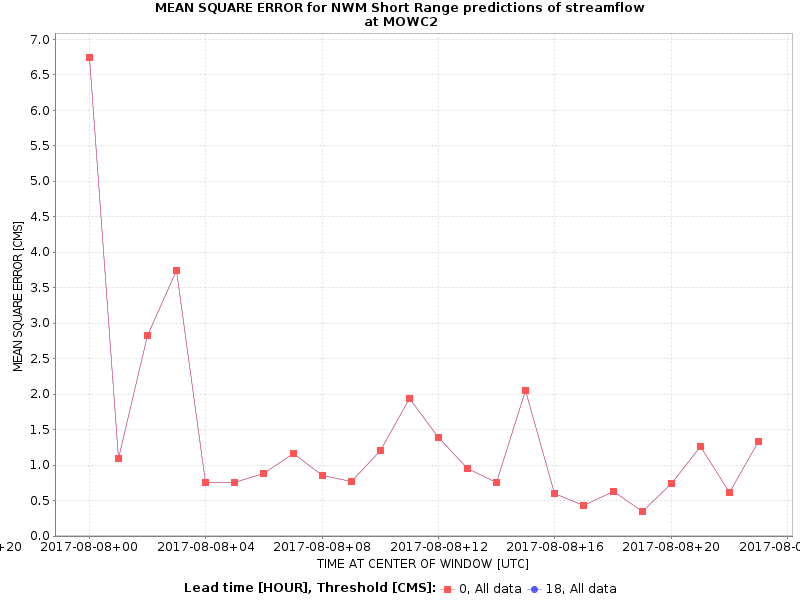 MEAN SQUARE ERROR for NWM Short Range predictions of streamflow
at MOWC2
7.0
6.5
6.0
5.5
5.0
4.5
4.0
3.5
3.0
2.5
2.0
1.5
1.0
0.5
0.0
MEAN SQUARE ERROR [CMS]
+20 2017-08-08+00 2017-08-08+04 2017-08-08+08 2017-08-08+12 2017-08-08+16 2017-08-08+20 2017-08-0
TIME AT CENTER OF WINDOW [UTC]
Lead time [HOUR], Threshold [CMS]: 0, All data 18, All data